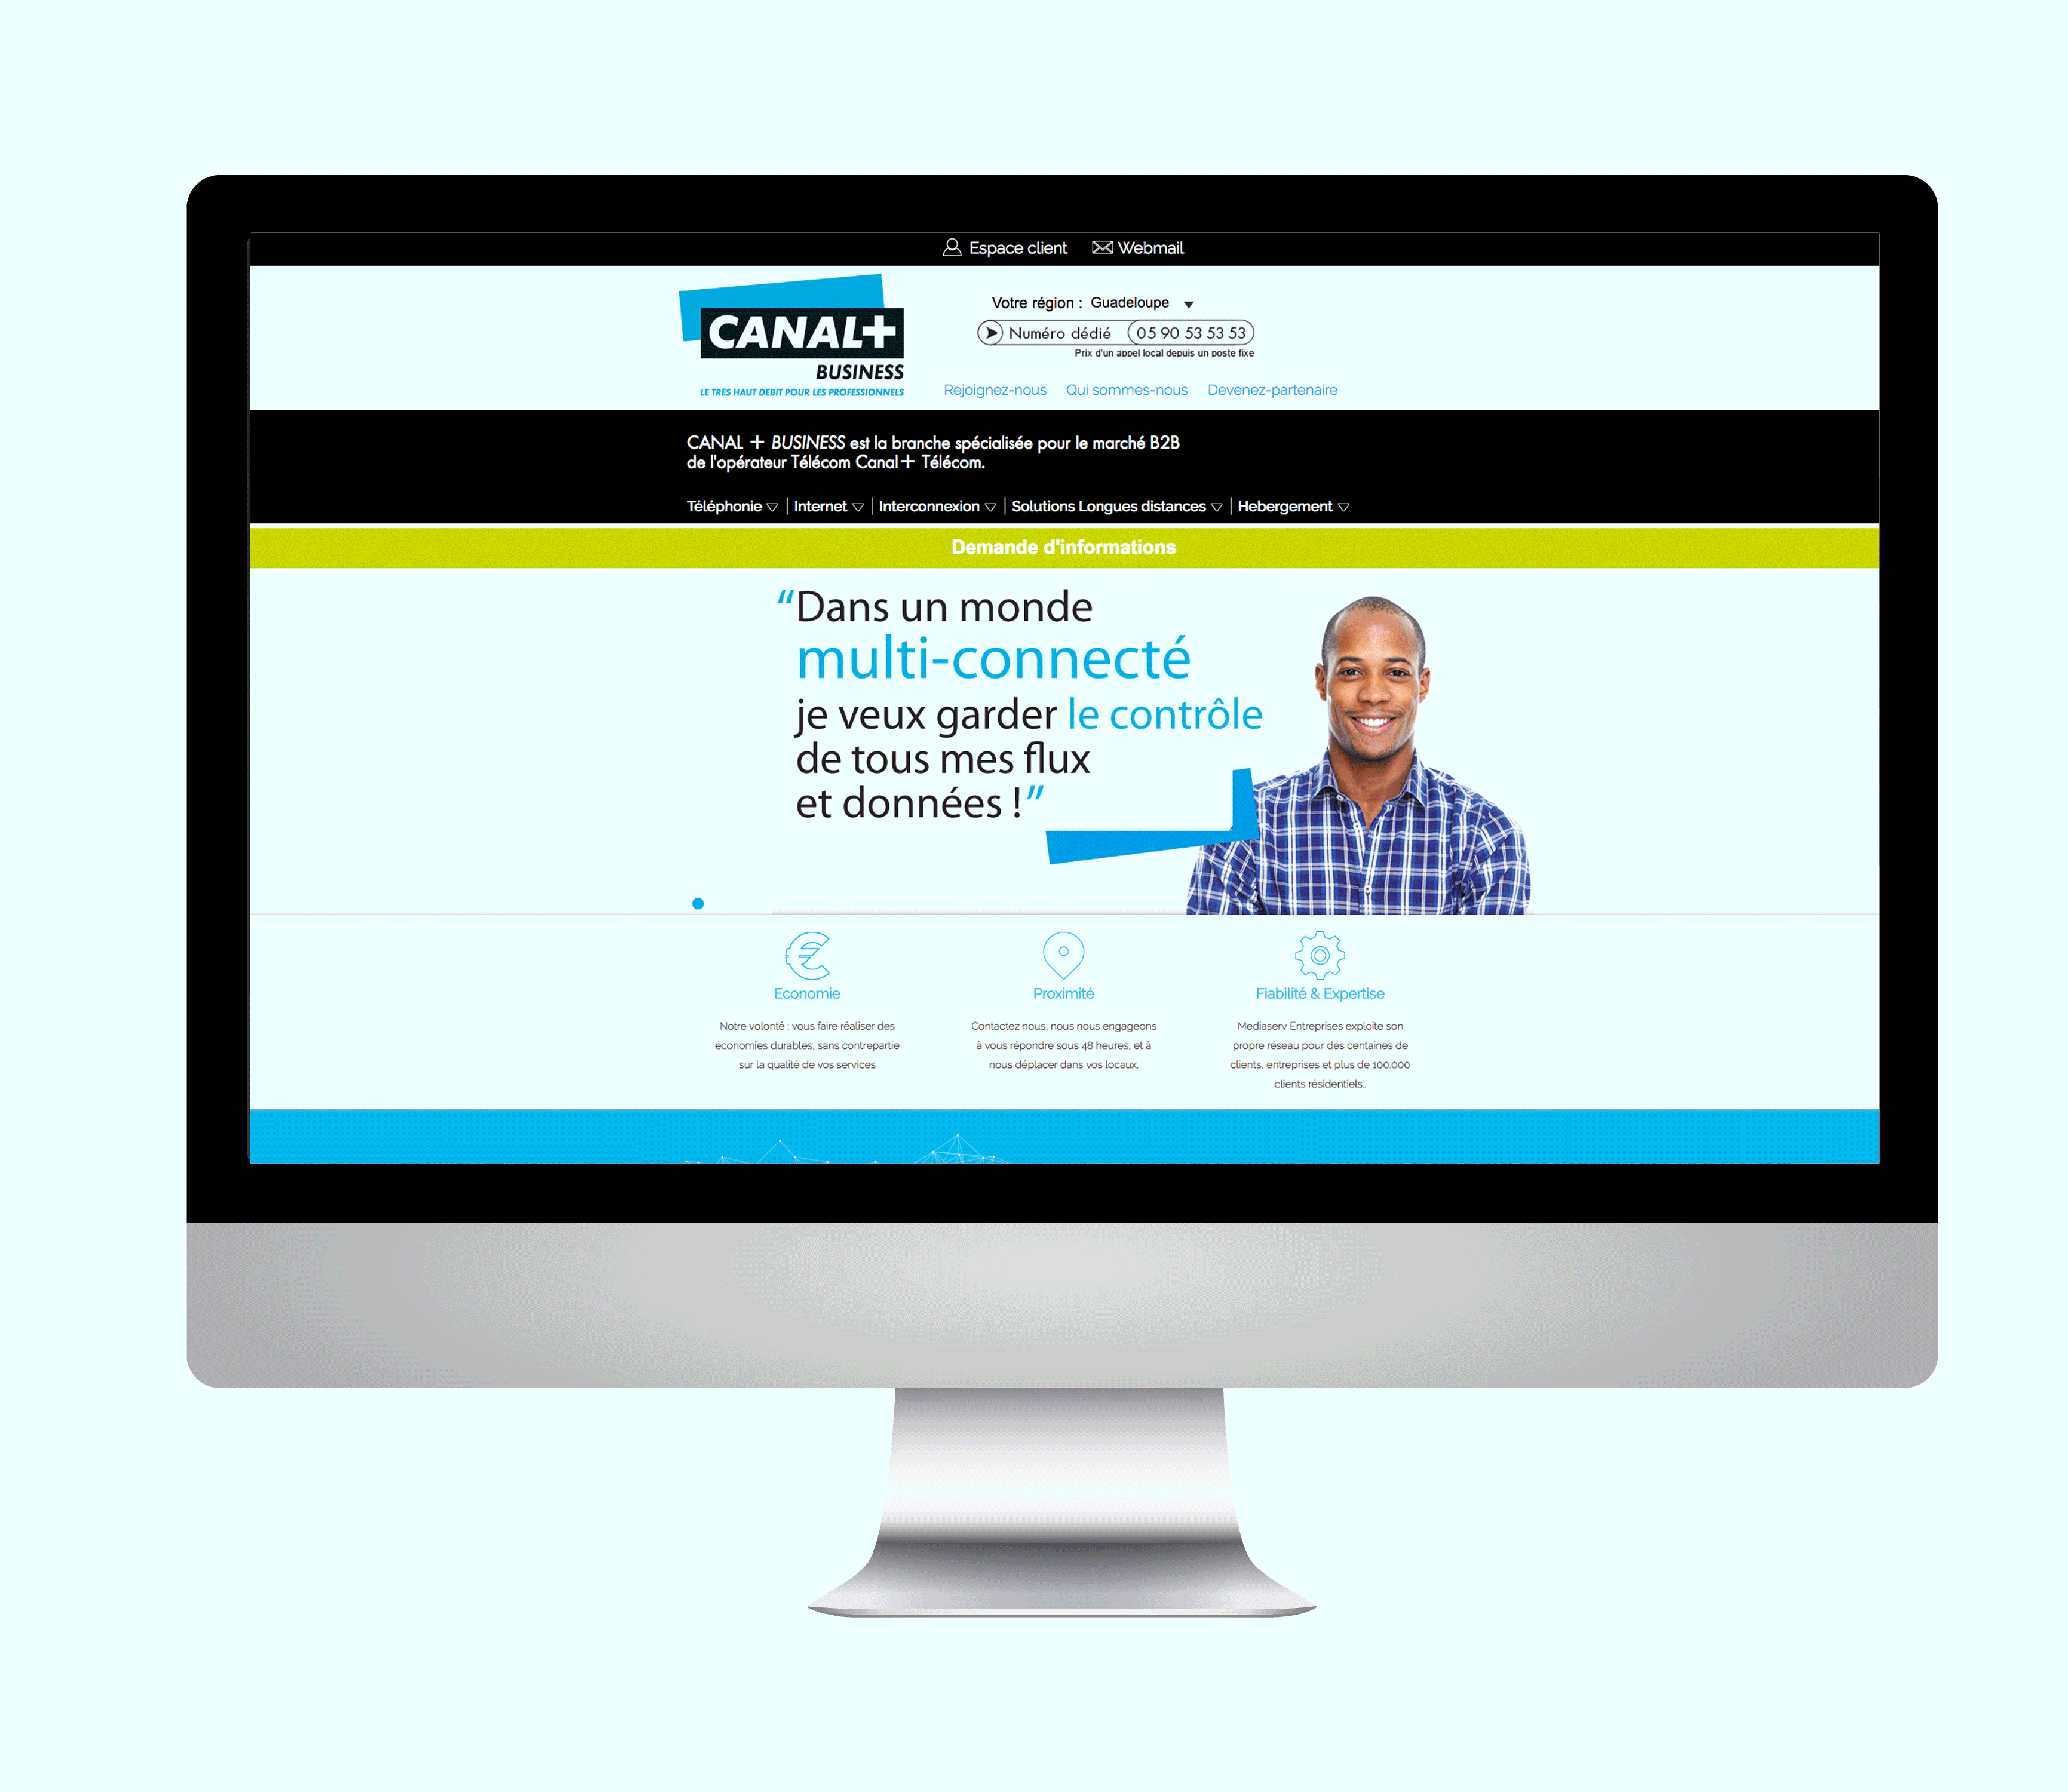 Espace client Webmail
CANAL+
BUSINESS
LE TRES HAUT DEBIT POUR LES PROFESSIONNELS
Votre région : Guadeloupe
Numéro dédié 05 90 53 53 53
Prix d'un appel local depuis un poste fixe
Rejoignez-nous Qui sommes-nous Devenez-partenaire
CANAL + BUSINESS est la branche spécialisée pour le marché B2B
de l'opérateur Télécom Canal+ Télécom.
Téléphonie Internet Interconnexion Solutions Longues distances Hebergement
Demande d'informations
“Dans un monde
multi-connecté
je veux garder le contrôle
de tous mes flux
et données !”
Economie
Notre volonté : vous faire réaliser des
économies durables, sans contrepartie
sur la qualité de vos services
Proximité
Contactez nous, nous nous engageons
à vous répondre sous 48 heures, et à
nous déplacer dans vos locaux.
Fiabilité & Expertise
Mediaserv Entreprises exploite son
propre réseau pour des centaines de
clients, entreprises et plus de 100.000
clients résidentiels..